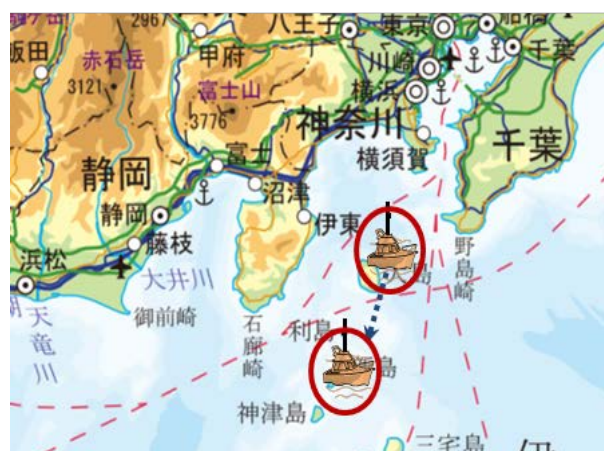 2967
八王子
東京
船橋
飯田
甲府
川崎
千葉
赤石岳
3121
富士山
3776
横浜
神奈川
横須賀
千葉
静岡
富士
沼津
静岡
伊東
藤枝
浜松
大井川
島
野島崎
御前崎
天竜川
石廊崎
利島
島
神津島
三宅島
伊